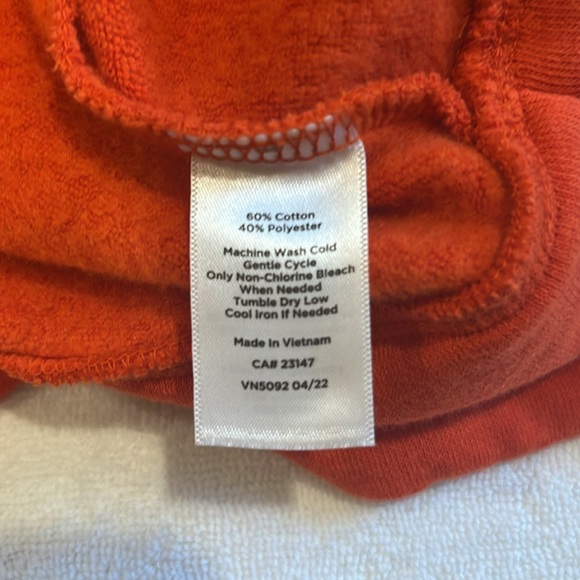 60% Cotton
40% Polyester
Machine Wash Cold
Gentle Cycle
Only Non-Chlorine Bleach
When Needed
Tumble Dry Low
Cool Iron If Needed
Made In Vietnam
CA# 23147
VN5092 04/22